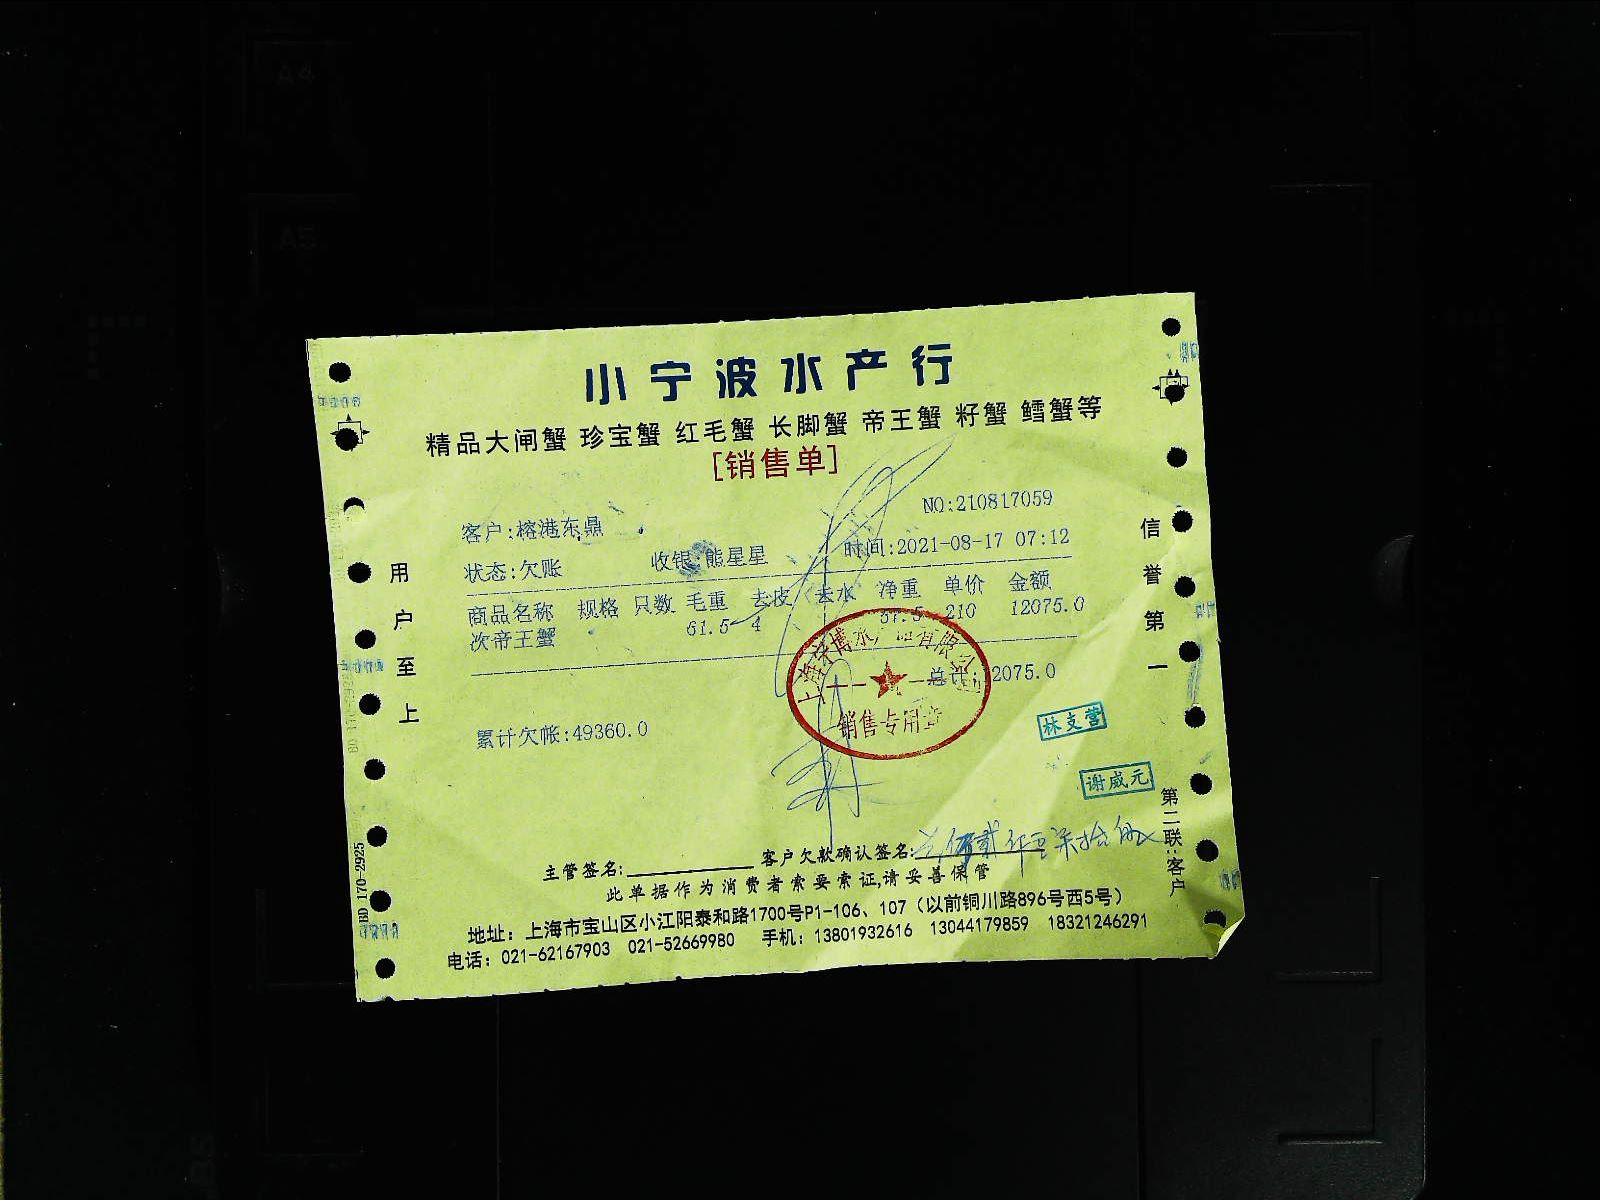 小宁波水产行
精品大闸蟹 珍宝蟹 红毛蟹 长脚蟹 帝王蟹 籽蟹 鳕蟹等
[销售单]
NO:210817059
客户:榕港东鼎
状态:欠账 收银:熊星星 时间:2021-08-17 07:12
商品名称 规格 只数 毛重 去皮 去水 净重 单价 金额
次帝王蟹 61.5 4 57.5 210 12075.0
总计: 2075.0
累计欠帐:49360.0
销售专用章
林支营
谢威元
主管签名: 客户欠款确认签名:
此单据作为消费者索要索证,请妥善保管
地址：上海市宝山区小江阳泰和路1700号P1-106、107（以前铜川路896号西5号）
电话：021-62167903 021-52669980 手机：13801932616 13044179859 18321246291
用户至上
信誉第一
第二联:客户
BD 170-2925
A4
A5